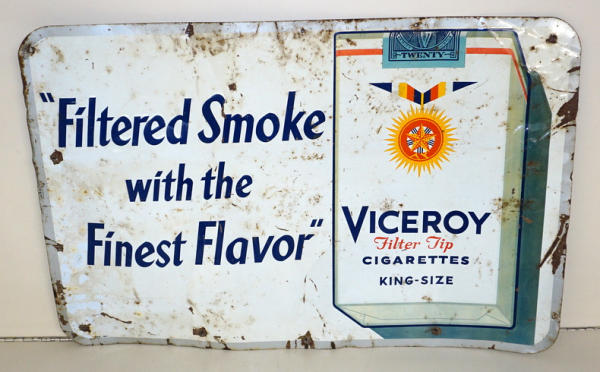 "Filtered Smoke
with the
Finest Flavor"
TWENTY
VICEROY
Filter Tip
CIGARETTES
KING-SIZE